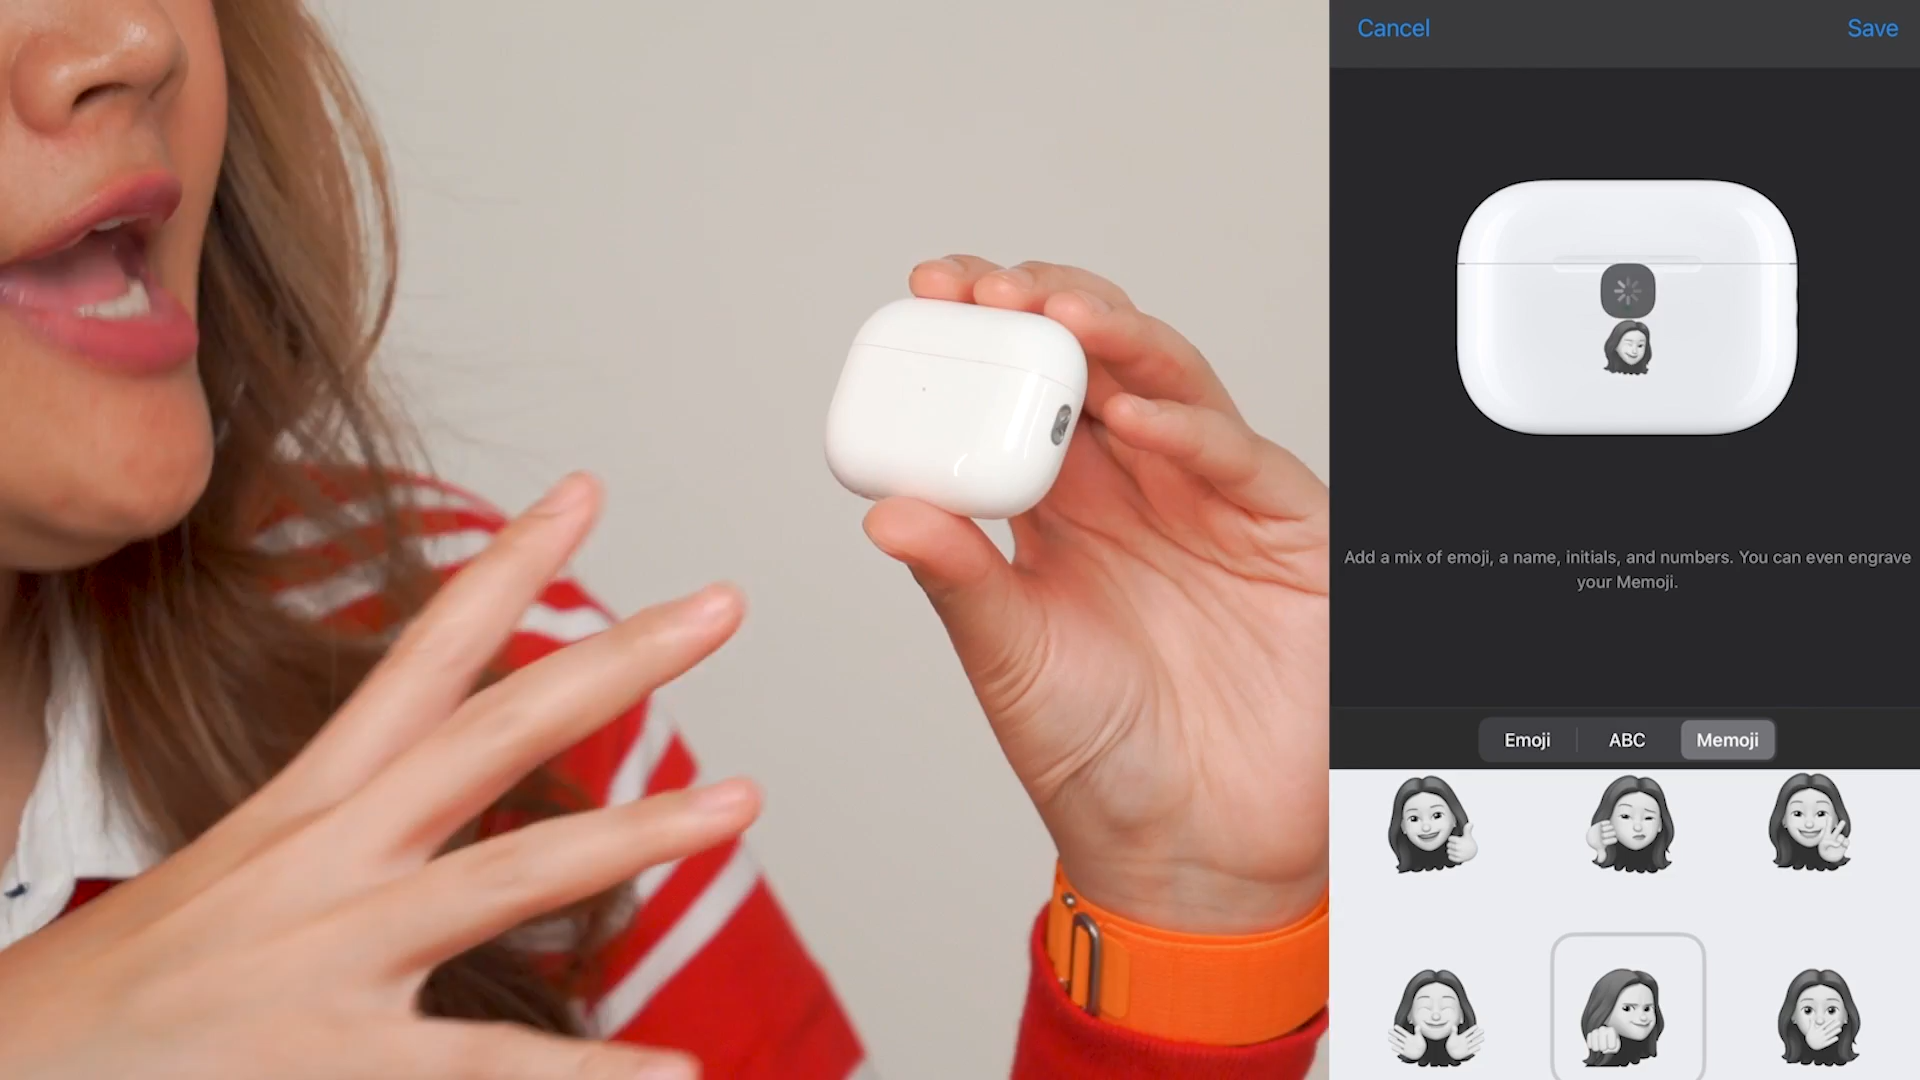 Cancel
Save
Add a mix of emoji, a name, initials, and numbers. You can even engrave
your Memoji.
Emoji
ABC
Memoji